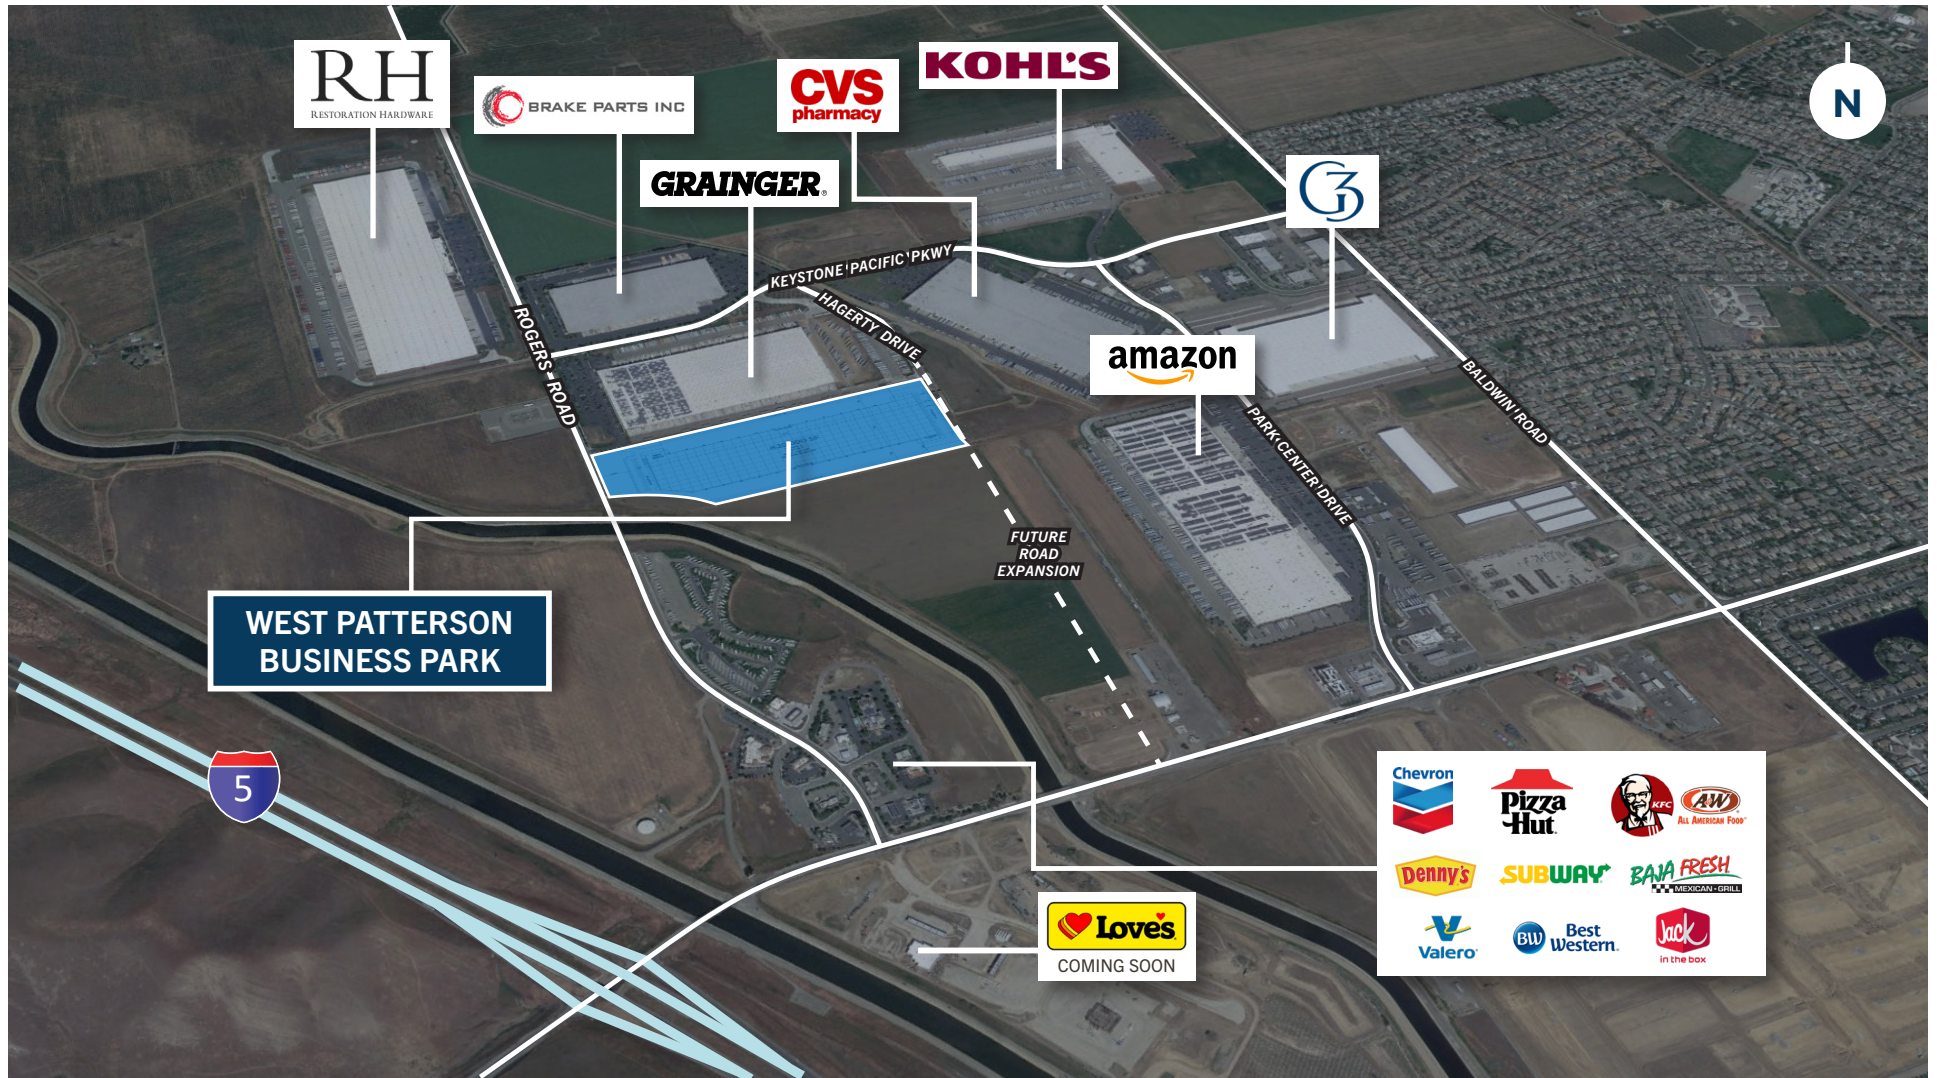 RH
RESTORATION HARDWARE
BRAKE PARTS INC
CVS
pharmacy
KOHL'S
N
GRAINGER
G3
KEYSTONE PACIFIC PKWY
HAGERTY DRIVE
ROGERS ROAD
amazon
BALDWIN ROAD
PARK CENTER DRIVE
FUTURE
ROAD
EXPANSION
WEST PATTERSON
BUSINESS PARK
5
Chevron
Pizza
Hut
KFC
A&W
ALL AMERICAN FOOD
Denny's
SUBWAY
BAJA FRESH
MEXICAN • GRILL
Valero
BW
Best
Western
Jack
in the box
Love's
COMING SOON